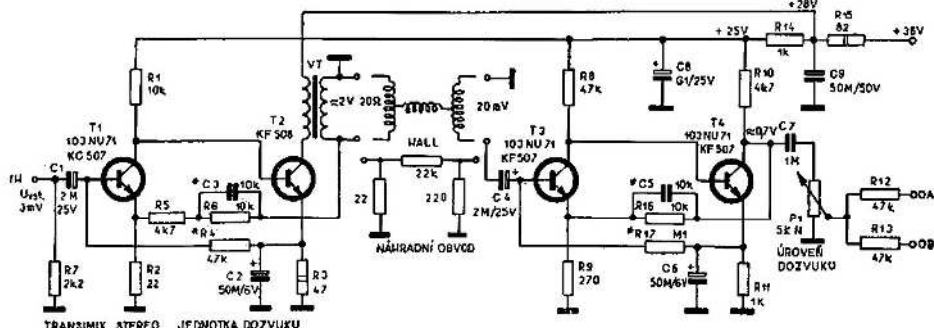 +28V
+25V
R14
1k
R15
82
+36V
R1
10k
VT
≈2V
20Ω
20mV
R8
47k
C8
G1/25V
R10
4k7
C9
50M/50V
T1
103NU71
KC507
T2
KF508
WALL
22k
22
220
NÁHRADNÍ OBVOD
T3
103NU71
KF507
T4
103NU71
KF507
≈0,7V
C7
1M
C1
2M
25V
Uvst.
3mV
C3
10k
R5
4k7
R6
10k
*R4
47k
C4
2M/25V
*C5
10k
R16
10k
*R17
M1
P1
5k N
ÚROVEŇ
DOZVUKU
R12
47k
A
R13
47k
B
R7
2k2
R2
22
C2
50M/6V
R3
47
R9
270
C6
50M/6V
R11
1k
TRANSIMIX STEREO JEDNOTKA DOZVUKU